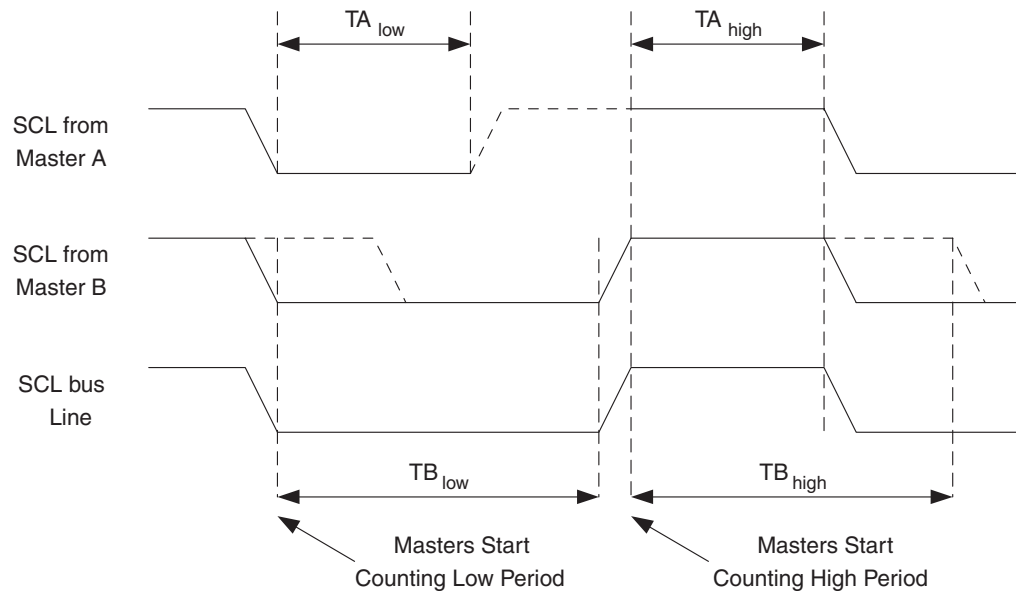 TA low
TA high
SCL from
Master A
SCL from
Master B
SCL bus
Line
TB low
TB high
Masters Start
Counting Low Period
Masters Start
Counting High Period